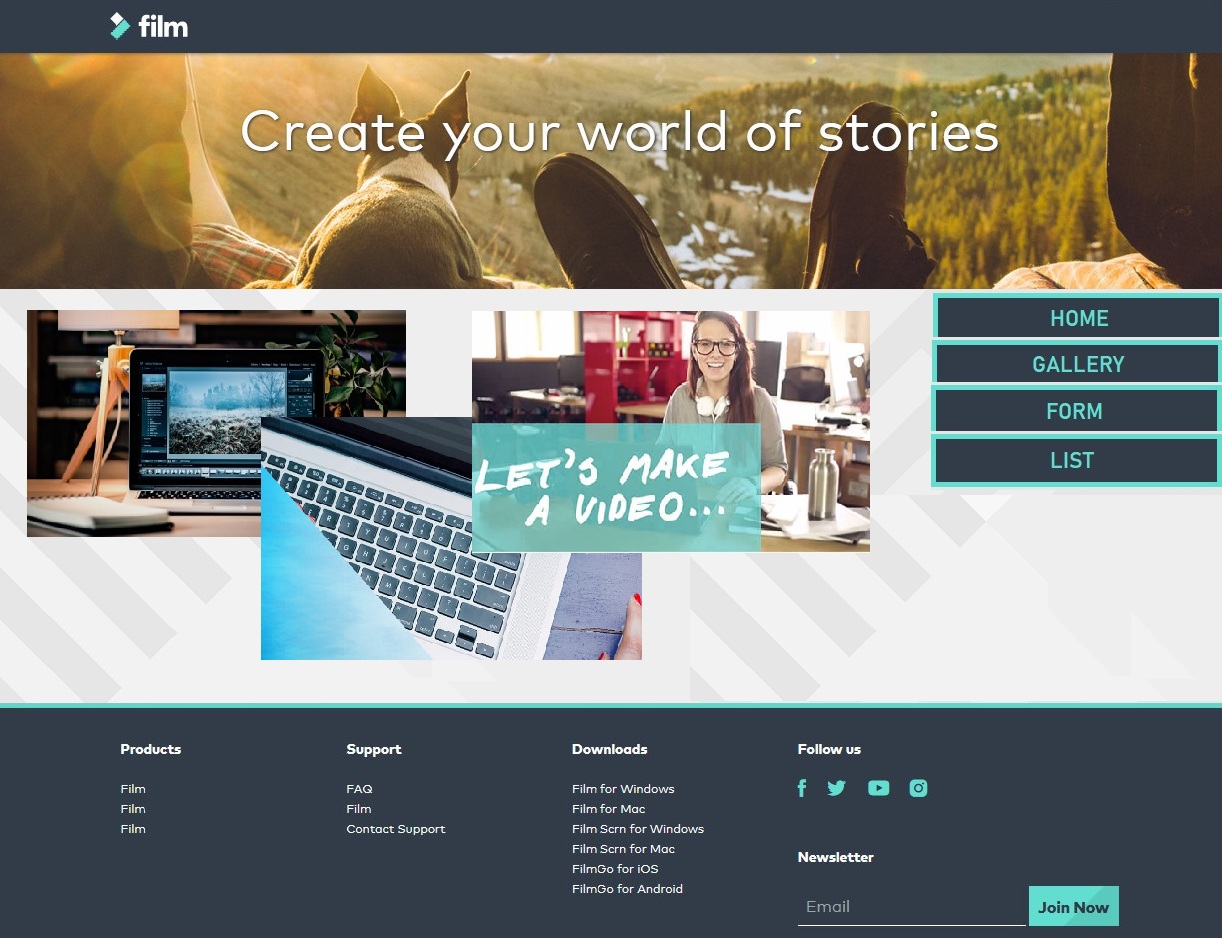 film
Create your world of stories
HOME
GALLERY
FORM
LIST
LET'S MAKE
A VIDEO...
Products
Film
Film
Film
Support
FAQ
Film
Contact Support
Downloads
Film for Windows
Film for Mac
Film Scrn for Windows
Film Scrn for Mac
FilmGo for iOS
FilmGo for Android
Follow us
Newsletter
Email
Join Now